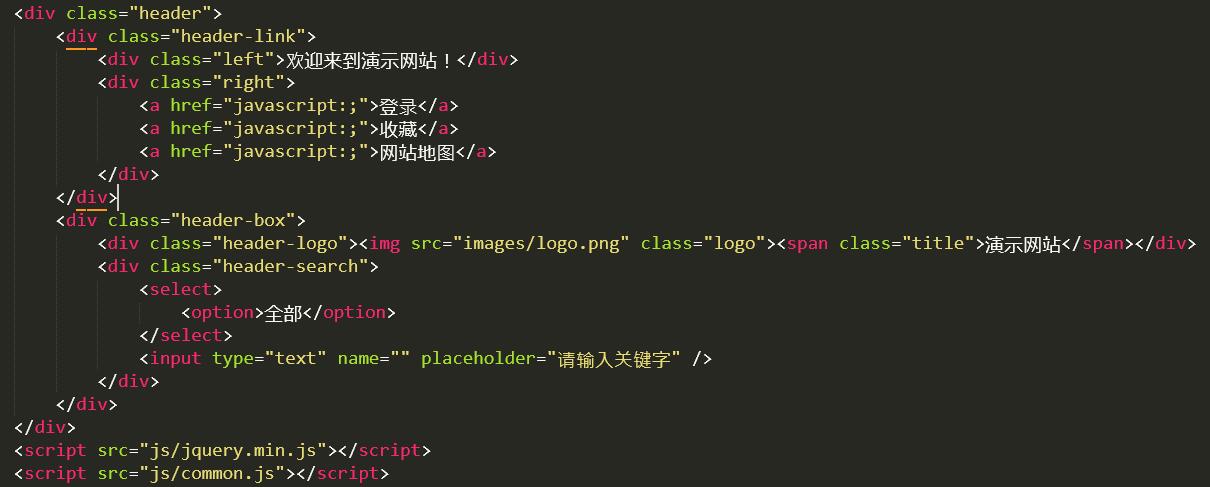 <div class="header">
    <div class="header-link">
        <div class="left">欢迎来到演示网站！</div>
        <div class="right">
            <a href="javascript:;">登录</a>
            <a href="javascript:;">收藏</a>
            <a href="javascript:;">网站地图</a>
        </div>
    </div>
    <div class="header-box">
        <div class="header-logo"><img src="images/logo.png" class="logo"><span class="title">演示网站</span></div>
        <div class="header-search">
            <select>
                <option>全部</option>
            </select>
            <input type="text" name="" placeholder="请输入关键字" />
        </div>
    </div>
</div>
<script src="js/jquery.min.js"></script>
<script src="js/common.js"></script>